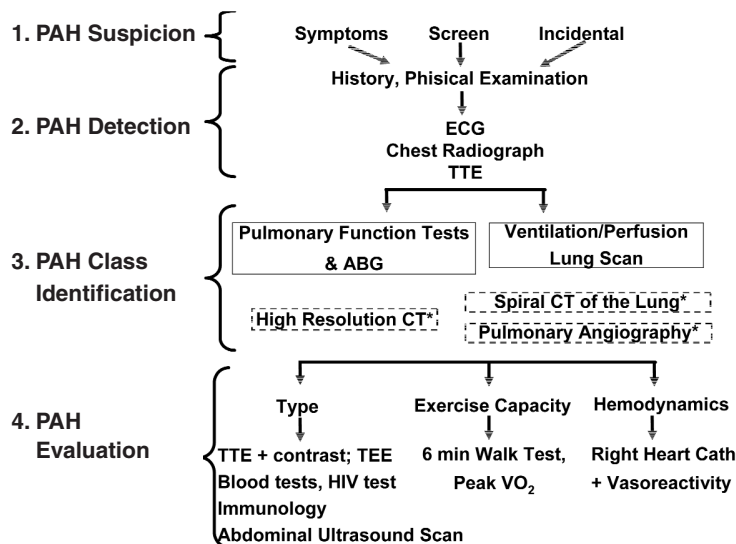 1. PAH Suspicion
Symptoms Screen Incidental
History, Phisical Examination
2. PAH Detection
ECG
Chest Radiograph
TTE
3. PAH Class
Identification
Pulmonary Function Tests
& ABG
Ventilation/Perfusion
Lung Scan
High Resolution CT*
Spiral CT of the Lung*
Pulmonary Angiography*
4. PAH
Evaluation
Type
TTE + contrast; TEE
Blood tests, HIV test
Immunology
Abdominal Ultrasound Scan
Exercise Capacity
6 min Walk Test,
Peak VO₂
Hemodynamics
Right Heart Cath
+ Vasoreactivity